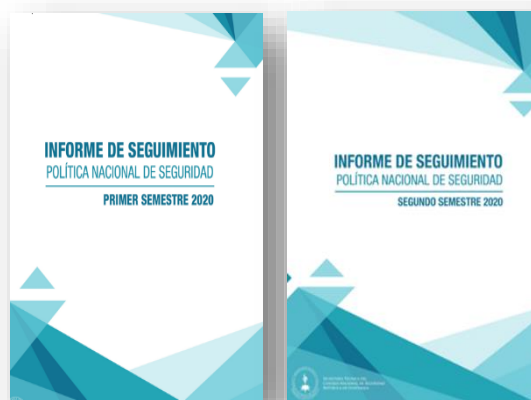 INFORME DE SEGUIMIENTO
POLÍTICA NACIONAL DE SEGURIDAD
PRIMER SEMESTRE 2020
INFORME DE SEGUIMIENTO
POLÍTICA NACIONAL DE SEGURIDAD
SEGUNDO SEMESTRE 2020